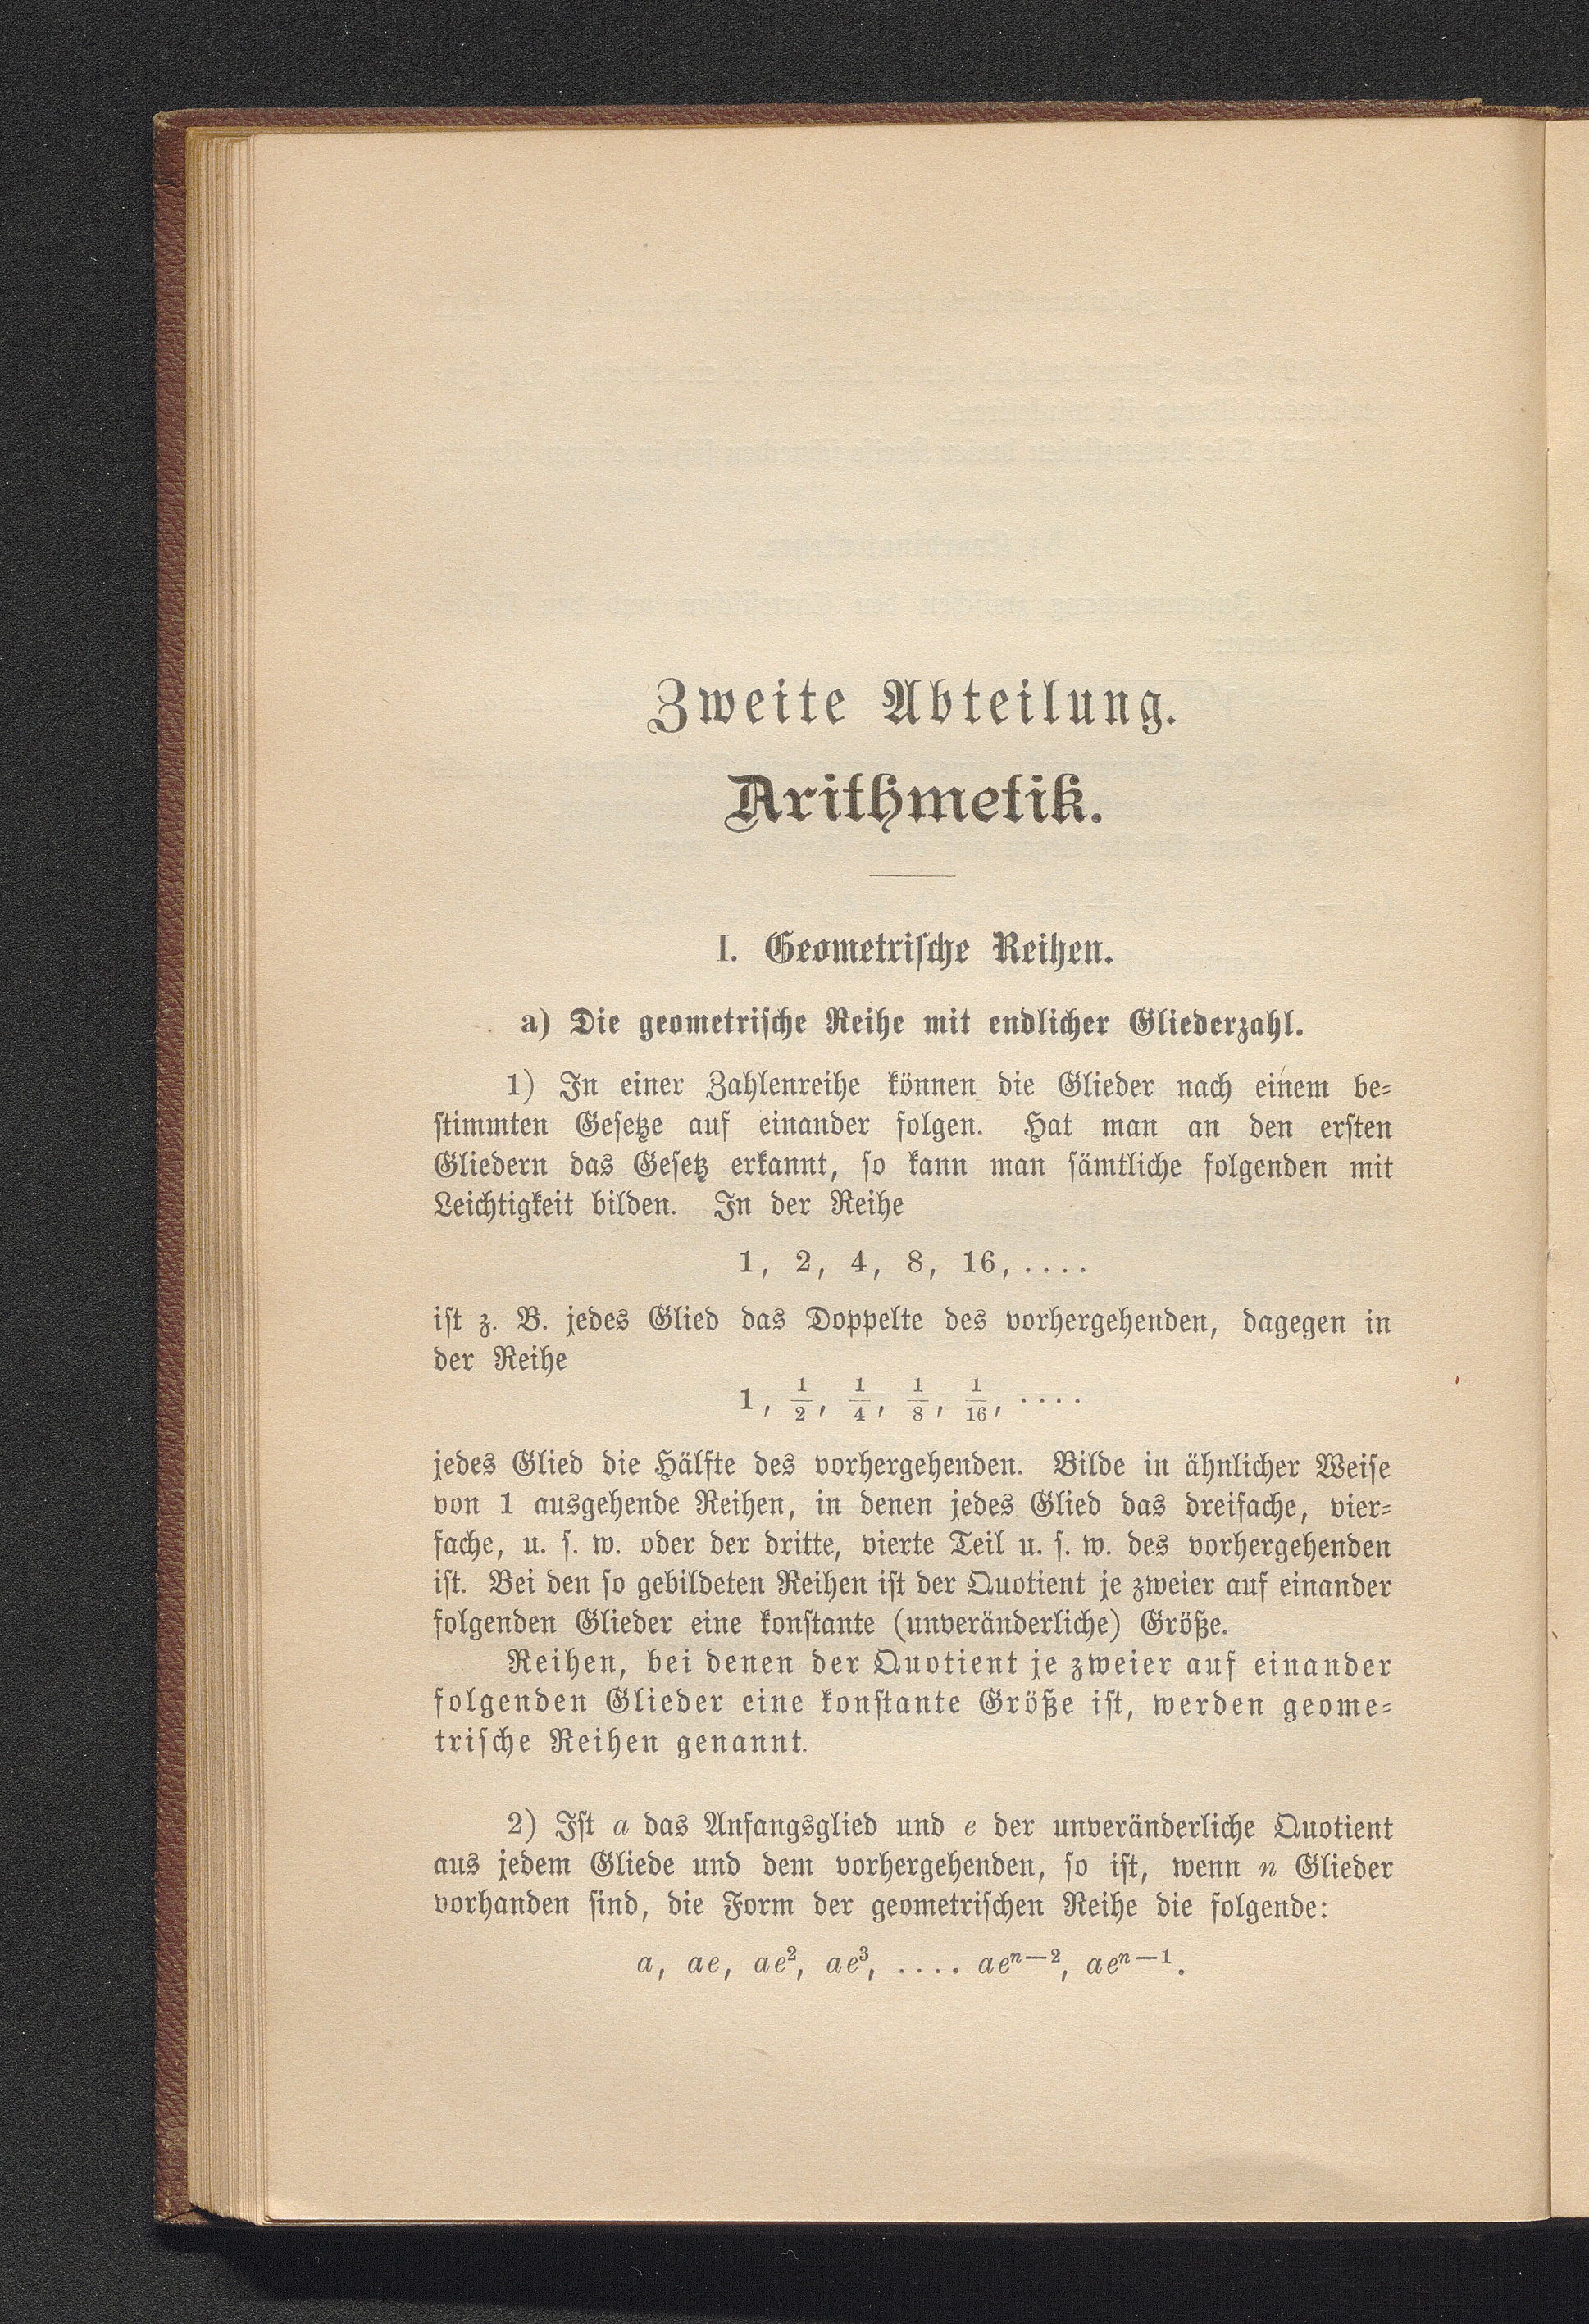 Zweite Abteilung.
Arithmetik.
I. Geometrische Reihen.
a) Die geometrische Reihe mit endlicher Gliederzahl.
1) In einer Zahlenreihe können die Glieder nach einem be-
stimmten Gesetze auf einander folgen. Hat man an den ersten
Gliedern das Gesetz erkannt, so kann man sämtliche folgenden mit
Leichtigkeit bilden. In der Reihe
1, 2, 4, 8, 16, ....
ist z. B. jedes Glied das Doppelte des vorhergehenden, dagegen in
der Reihe
1, 1/2, 1/4, 1/8, 1/16, ....
jedes Glied die Hälfte des vorhergehenden. Bilde in ähnlicher Weise
von 1 ausgehende Reihen, in denen jedes Glied das dreifache, vier-
fache, u. s. w. oder der dritte, vierte Teil u. s. w. des vorhergehenden
ist. Bei den so gebildeten Reihen ist der Quotient je zweier auf einander
folgenden Glieder eine konstante (unveränderliche) Größe.
Reihen, bei denen der Quotient je zweier auf einander
folgenden Glieder eine konstante Größe ist, werden geome-
trische Reihen genannt.
2) Ist a das Anfangsglied und e der unveränderliche Quotient
aus jedem Gliede und dem vorhergehenden, so ist, wenn n Glieder
vorhanden sind, die Form der geometrischen Reihe die folgende:
a, ae, ae², ae³, .... aeⁿ⁻², aeⁿ⁻¹.